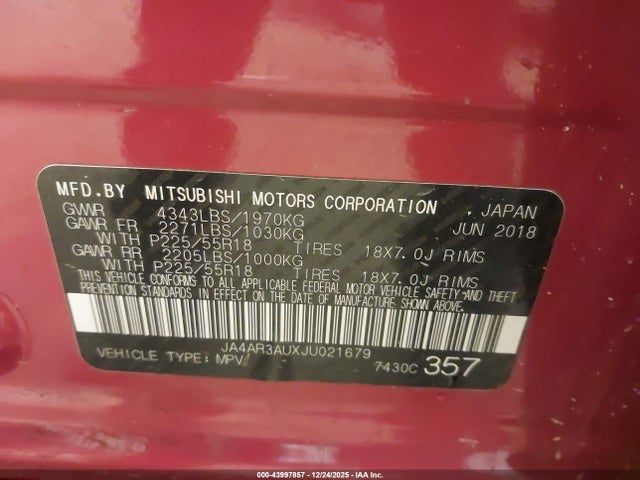 MFD.BY MITSUBISHI MOTORS CORPORATION JAPAN
GVWR 4343LBS/1970KG JUN 2018
GAWR FR 2271LBS/1030KG
WITH P225/55R18 TIRES 18X7.0J RIMS
GAWR RR 2205LBS/1000KG
WITH P225/55R18 TIRES 18X7.0J RIMS
THIS VEHICLE CONFORMS TO ALL APPLICABLE FEDERAL MOTOR VEHICLE SAFETY AND THEFT
PREVENTION STANDARDS IN EFFECT ON THE DATE OF MANUFACTURE SHOWN ABOVE.
JA4AR3AUXJU021679
VEHICLE TYPE: MPV 7430C 357
000-43997857 - 12/24/2025 - IAA Inc.